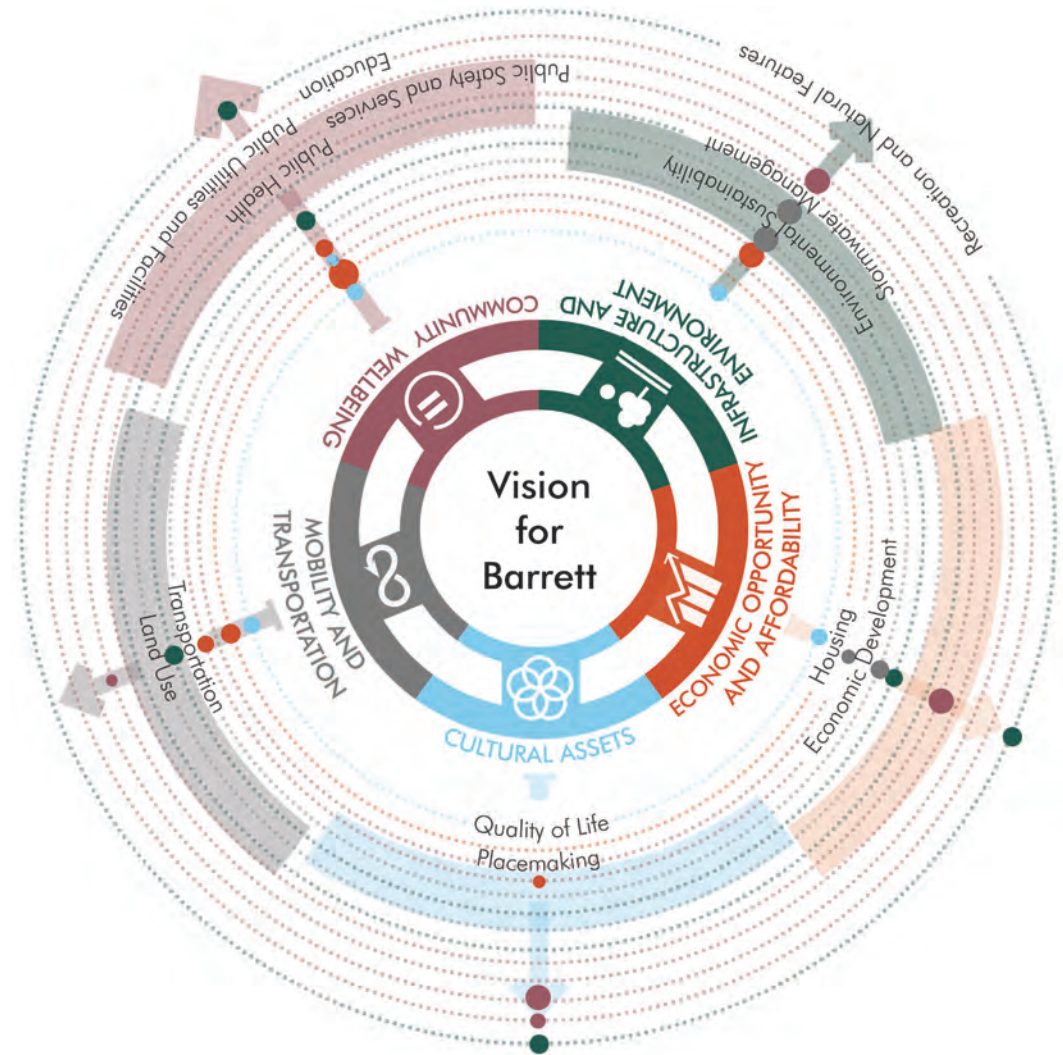 Vision
for
Barrett
COMMUNITY WELLBEING
INFRASTRUCTURE AND
ENVIRONMENT
ECONOMIC OPPORTUNITY
AND AFFORDABILITY
CULTURAL ASSETS
MOBILITY AND
TRANSPORTATION
Education
Public Safety and Services
Public Utilities and Facilities
Public Health
Recreation and Natural Features
Stormwater Management
Environmental Sustainability
Housing
Economic Development
Quality of Life
Placemaking
Transportation
Land Use